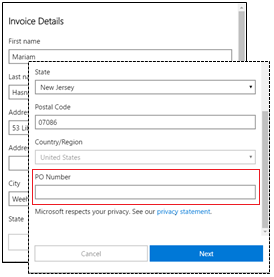 Invoice Details
First name
Mariam
Last
Hasn
Addre
53 Li
Addre
City
Weeh
State
State
New Jersey
Postal Code
07086
Country/Region
United States
PO Number
Microsoft respects your privacy. See our privacy statement.
Cancel
Next